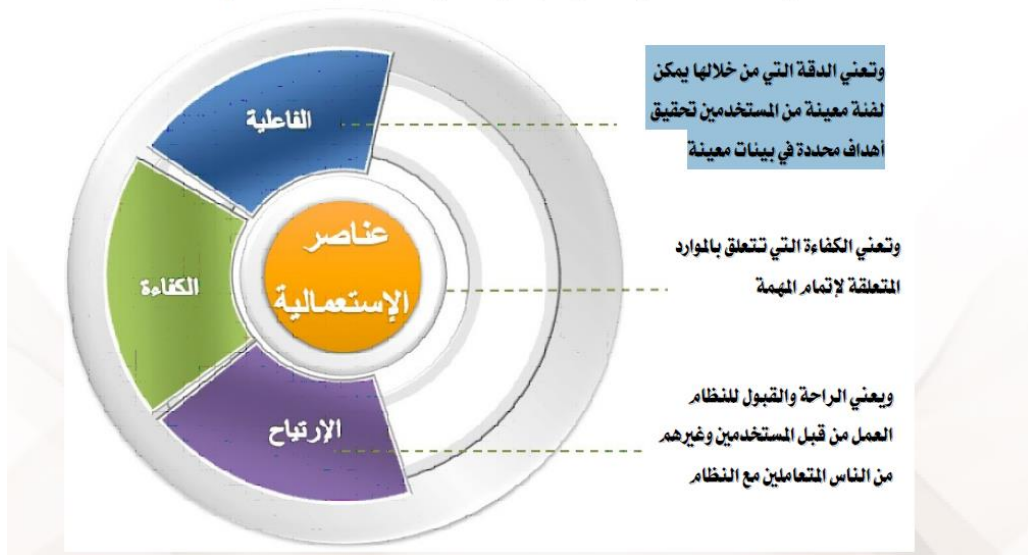 الفاعلية
وتعني الدقة التي من خلالها يمكن
لفئة معينة من المستخدمين تحقيق
أهداف محددة في بيئات معينة
عناصر
الإستعمالية
الكفاءة
وتعني الكفاءة التي تتعلق بالموارد
المتعلقة لإتمام المهمة
الإرتياح
ويعني الراحة والقبول للنظام
العمل من قبل المستخدمين وغيرهم
من الناس المتعاملين مع النظام